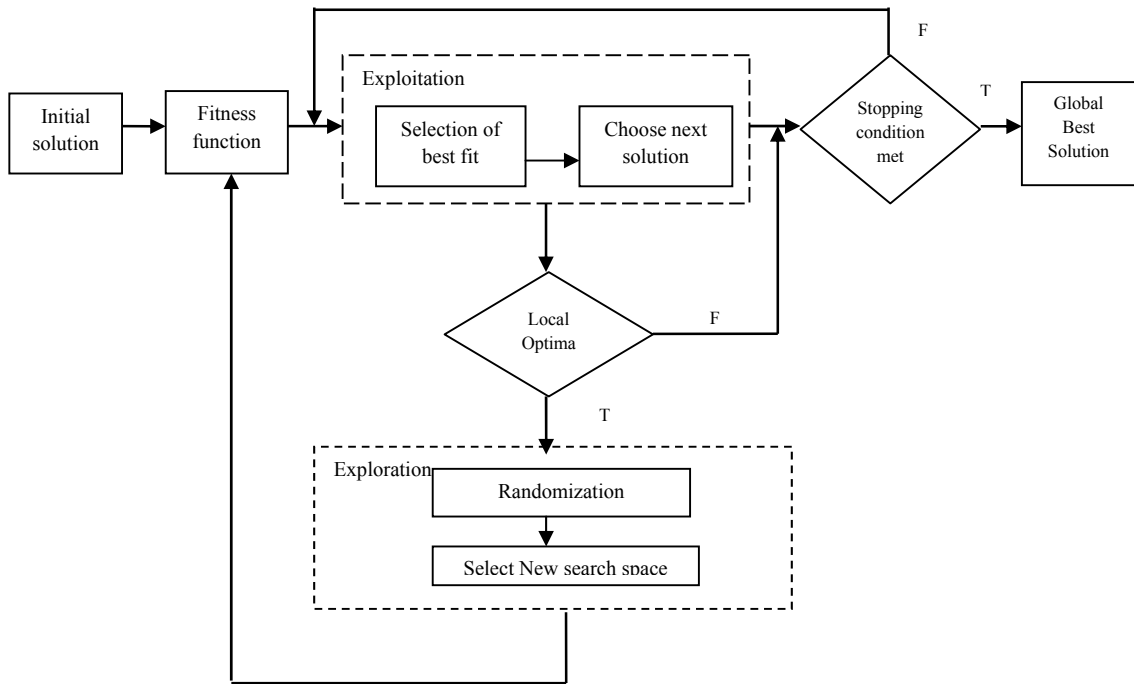 F
Exploitation
Initial
solution
Fitness
function
Selection of
best fit
Choose next
solution
Stopping
condition
met
T
Global
Best
Solution
Local
Optima
F
T
Exploration
Randomization
Select New search space